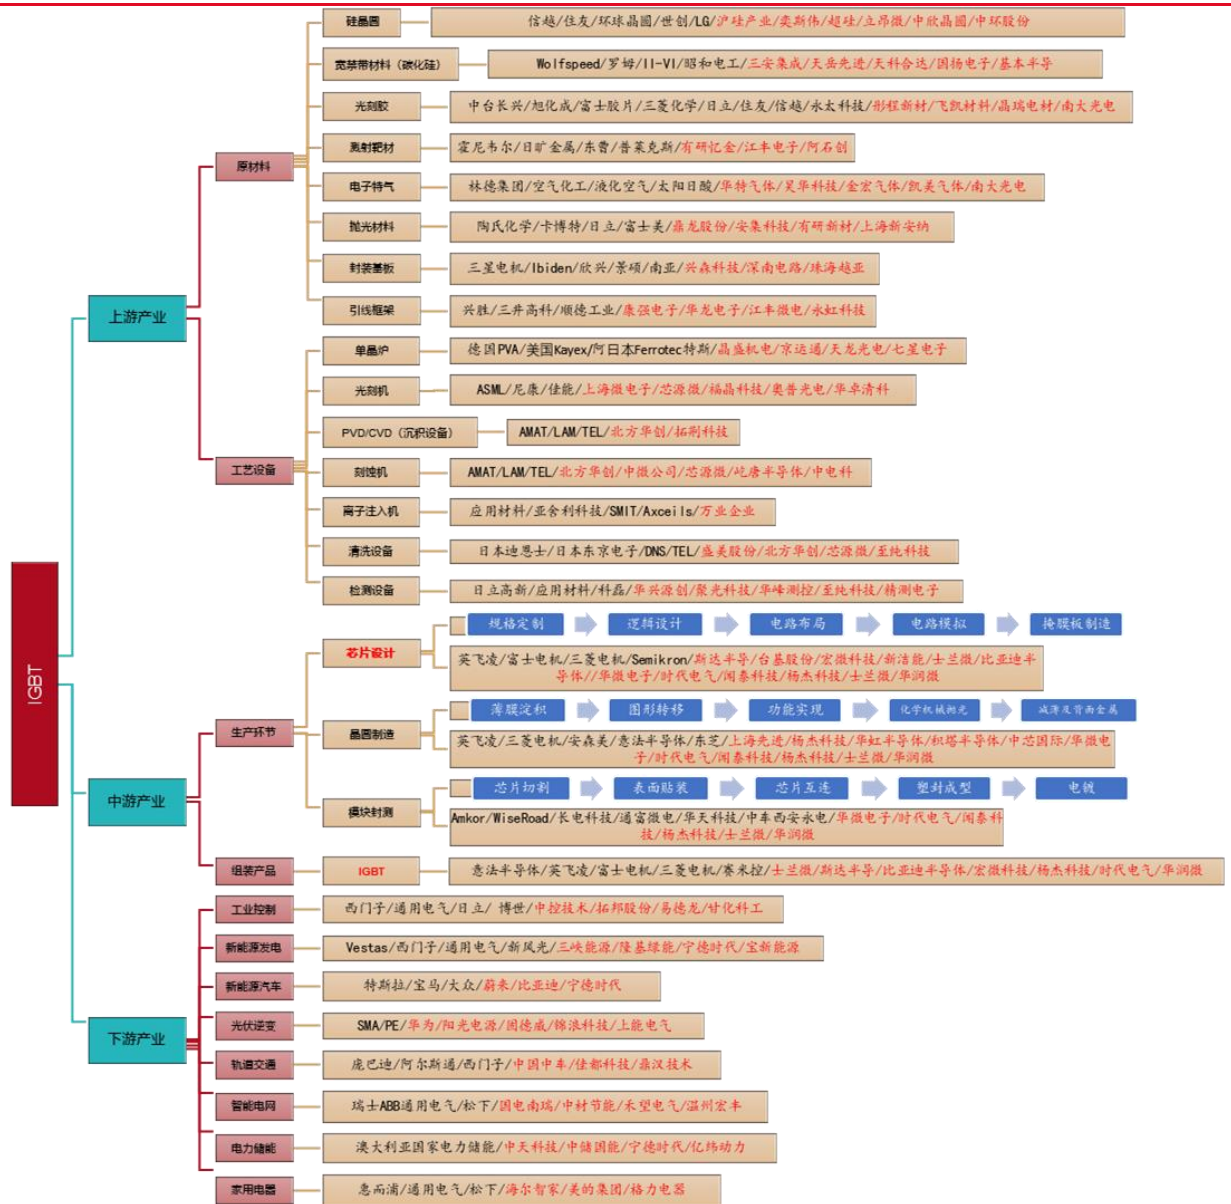 IGBT
上游产业
原材料
硅晶圆
信越/住友/环球晶圆/世创/LG/沪硅产业/奕斯伟/超硅/立昂微/中欣晶圆/中环股份
宽禁带材料（碳化硅）
Wolfspeed/罗姆/II-VI/昭和电工/三安集成/天岳先进/天科合达/国扬电子/基本半导
光刻胶
中台长兴/旭化成/富士胶片/三菱化学/日立/住友/信越/永太科技/彤程新材/飞凯材料/晶瑞电材/南大光电
溅射靶材
霍尼韦尔/日旷金属/东曹/普莱克斯/有研忆金/江丰电子/阿石创
电子特气
林德集团/空气化工/液化空气/太阳日酸/华特气体/昊华科技/金宏气体/凯美气体/南大光电
抛光材料
陶氏化学/卡博特/日立/富士美/鼎龙股份/安集科技/有研新材/上海新安纳
封装基板
三星电机/Ibiden/欣兴/景硕/南亚/兴森科技/深南电路/珠海越亚
引线框架
兴胜/三井高科/顺德工业/康强电子/华龙电子/江丰微电/永虹科技
工艺设备
单晶炉
德国PVA/美国Kayex/阿日本Ferrotec特斯/晶盛机电/京运通/天龙光电/七星电子
光刻机
ASML/尼康/佳能/上海微电子/芯源微/福晶科技/奥普光电/华卓清科
PVD/CVD（沉积设备）
AMAT/LAM/TEL/北方华创/拓荆科技
刻蚀机
AMAT/LAM/TEL/北方华创/中微公司/芯源微/屹唐半导体/中电科
离子注入机
应用材料/亚舍利科技/SMIT/Axceils/万业企业
清洗设备
日本迪恩士/日本东京电子/DNS/TEL/盛美股份/北方华创/芯源微/至纯科技
检测设备
日立高新/应用材料/科磊/华兴源创/聚光科技/华峰测控/至纯科技/精测电子
中游产业
生产环节
芯片设计
规格定制
逻辑设计
电路布局
电路模拟
掩膜板制造
英飞凌/富士电机/三菱电机/Semikron/斯达半导/台基股份/宏微科技/新洁能/士兰微/比亚迪半
导体//华微电子/时代电气/闻泰科技/杨杰科技/士兰微/华润微
晶圆制造
薄膜淀积
图形转移
功能实现
化学机械抛光
减薄及背面金属
英飞凌/三菱电机/安森美/意法半导体/东芝/上海先进/杨杰科技/华虹半导体/积塔半导体/中芯国际/华微电
子/时代电气/闻泰科技/杨杰科技/士兰微/华润微
模块封测
芯片切割
表面贴装
芯片互连
塑封成型
电镀
Amkor/WiseRoad/长电科技/通富微电/华天科技/中车西安永电/华微电子/时代电气/闻泰科
技/杨杰科技/士兰微/华润微
组装产品
IGBT
意法半导体/英飞凌/富士电机/三菱电机/赛米控/士兰微/斯达半导/比亚迪半导体/宏微科技/杨杰科技/时代电气/华润微
下游产业
工业控制
西门子/通用电气/日立/ 博世/中控技术/拓邦股份/易德龙/甘化科工
新能源发电
Vestas/西门子/通用电气/新风光/三峡能源/隆基绿能/宁德时代/宝新能源
新能源汽车
特斯拉/宝马/大众/蔚来/比亚迪/宁德时代
光伏逆变
SMA/PE/华为/阳光电源/固德威/锦浪科技/上能电气
轨道交通
庞巴迪/阿尔斯通/西门子/中国中车/佳都科技/鼎汉技术
智能电网
瑞士ABB通用电气/松下/国电南瑞/中材节能/禾望电气/温州宏丰
电力储能
澳大利亚国家电力储能/中天科技/中储国能/宁德时代/亿纬动力
家用电器
惠而浦/通用电气/松下/海尔智家/美的集团/格力电器